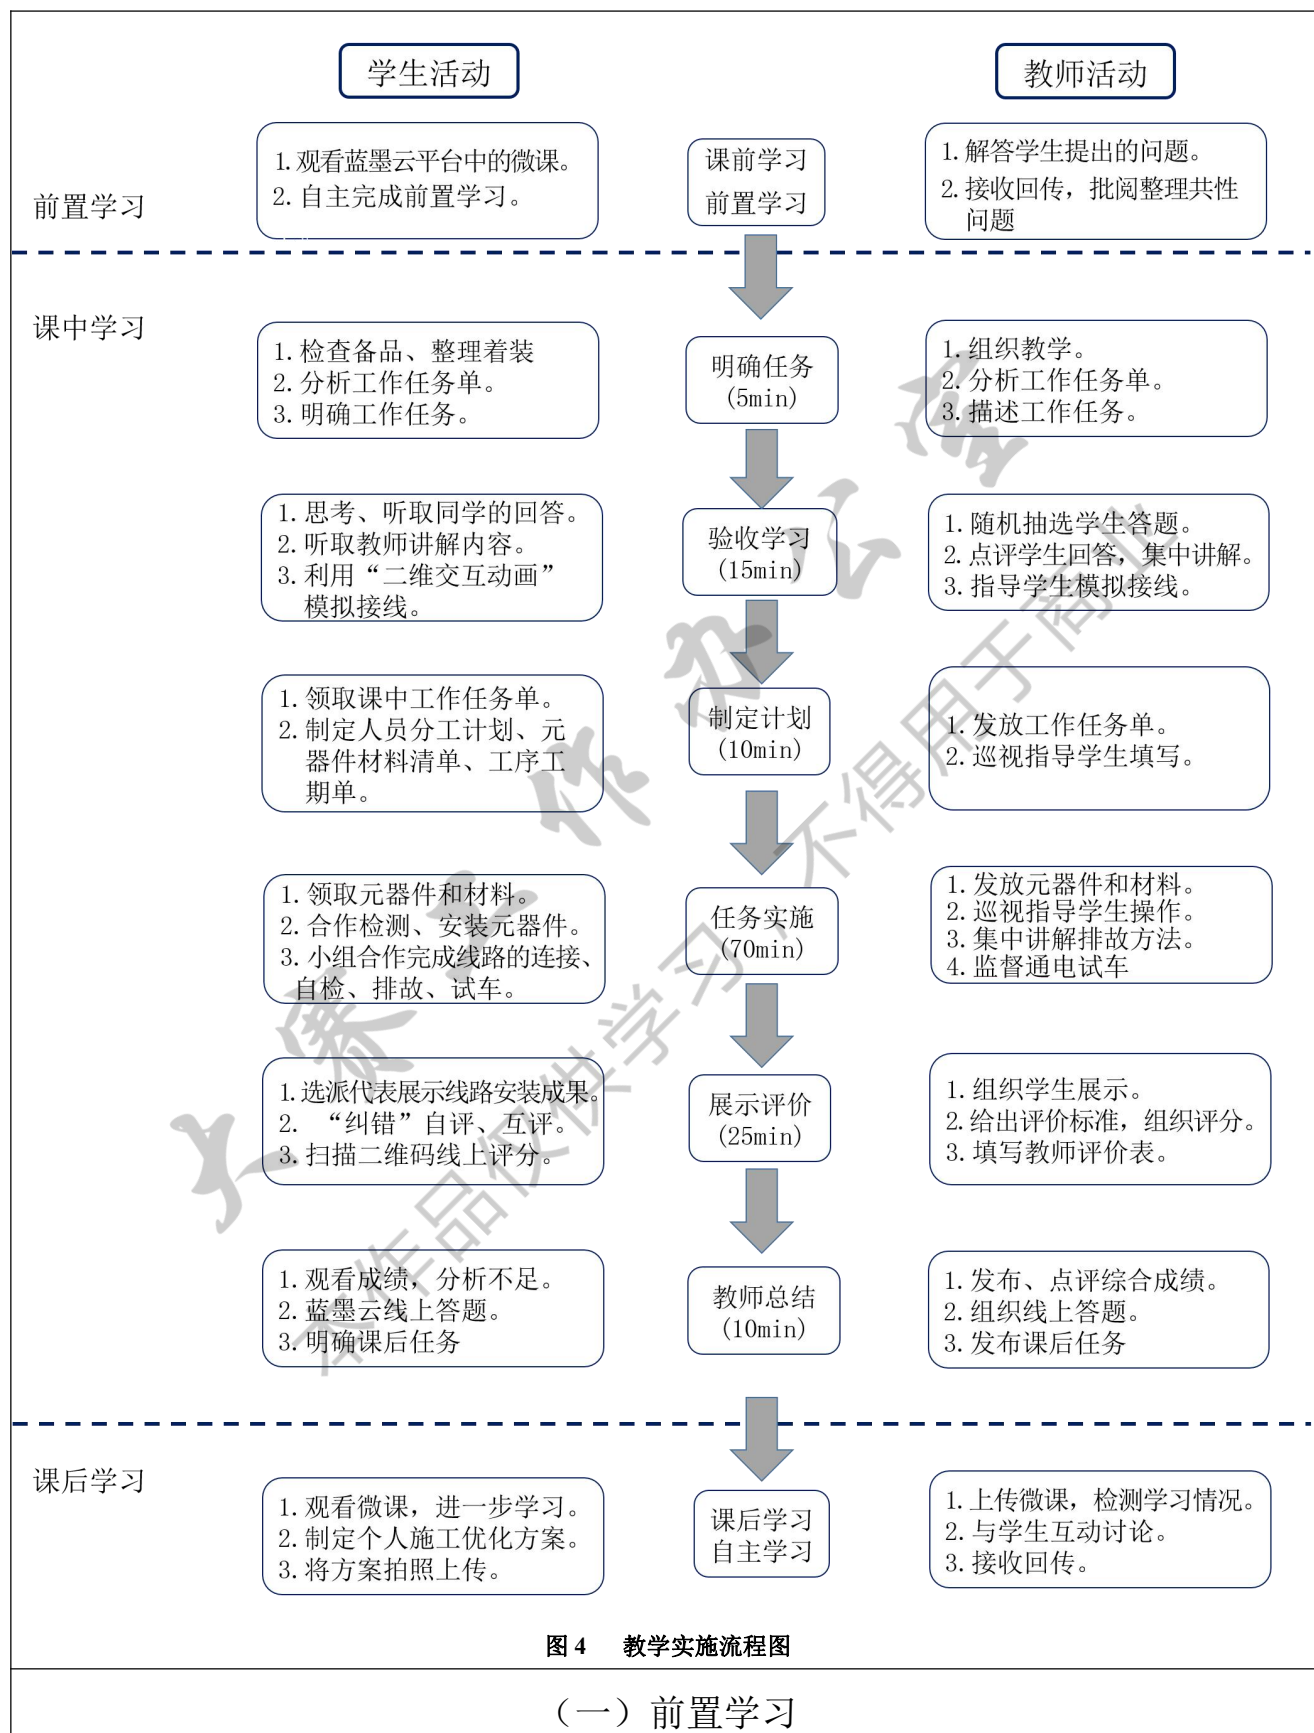 学生活动
教师活动
前置学习
1. 观看蓝墨云平台中的微课。
2. 自主完成前置学习。
课前学习
前置学习
1. 解答学生提出的问题。
2. 接收回传，批阅整理共性
问题
课中学习
1. 检查备品、整理着装
2. 分析工作任务单。
3. 明确工作任务。
明确任务
(5min)
1. 组织教学。
2. 分析工作任务单。
3. 描述工作任务。
1. 思考、听取同学的回答。
2. 听取教师讲解内容。
3. 利用“二维交互动画”
模拟接线。
验收学习
(15min)
1. 随机抽选学生答题。
2. 点评学生回答，集中讲解。
3. 指导学生模拟接线。
1. 领取课中工作任务单。
2. 制定人员分工计划、元
器件材料清单、工序工
期单。
制定计划
(10min)
1. 发放工作任务单。
2. 巡视指导学生填写。
1. 领取元器件和材料。
2. 合作检测、安装元器件。
3. 小组合作完成线路的连接、
自检、排故、试车。
任务实施
(70min)
1. 发放元器件和材料。
2. 巡视指导学生操作。
3. 集中讲解排故方法。
4. 监督通电试车
1. 选派代表展示线路安装成果。
2. “纠错”自评、互评。
3. 扫描二维码线上评分。
展示评价
(25min)
1. 组织学生展示。
2. 给出评价标准，组织评分。
3. 填写教师评价表。
1. 观看成绩，分析不足。
2. 蓝墨云线上答题。
3. 明确课后任务
教师总结
(10min)
1. 发布、点评综合成绩。
2. 组织线上答题。
3. 发布课后任务
课后学习
1. 观看微课，进一步学习。
2. 制定个人施工优化方案。
3. 将方案拍照上传。
课后学习
自主学习
1. 上传微课，检测学习情况。
2. 与学生互动讨论。
3. 接收回传。
图 4 教学实施流程图
（一）前置学习
大赛工作办公室
本作品仅供学习，不得用于商业